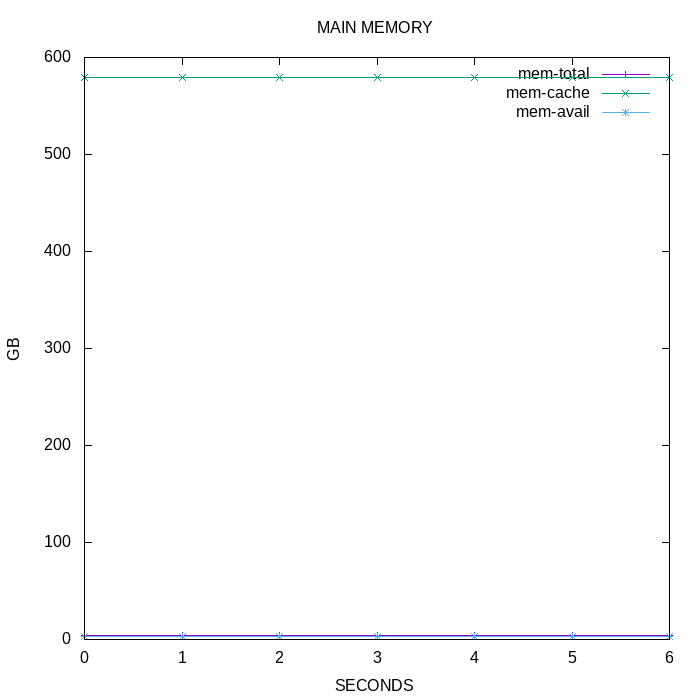 MAIN MEMORY
600
500
400
300
200
100
0
GB
mem-total
mem-cache
mem-avail
0 1 2 3 4 5 6
SECONDS